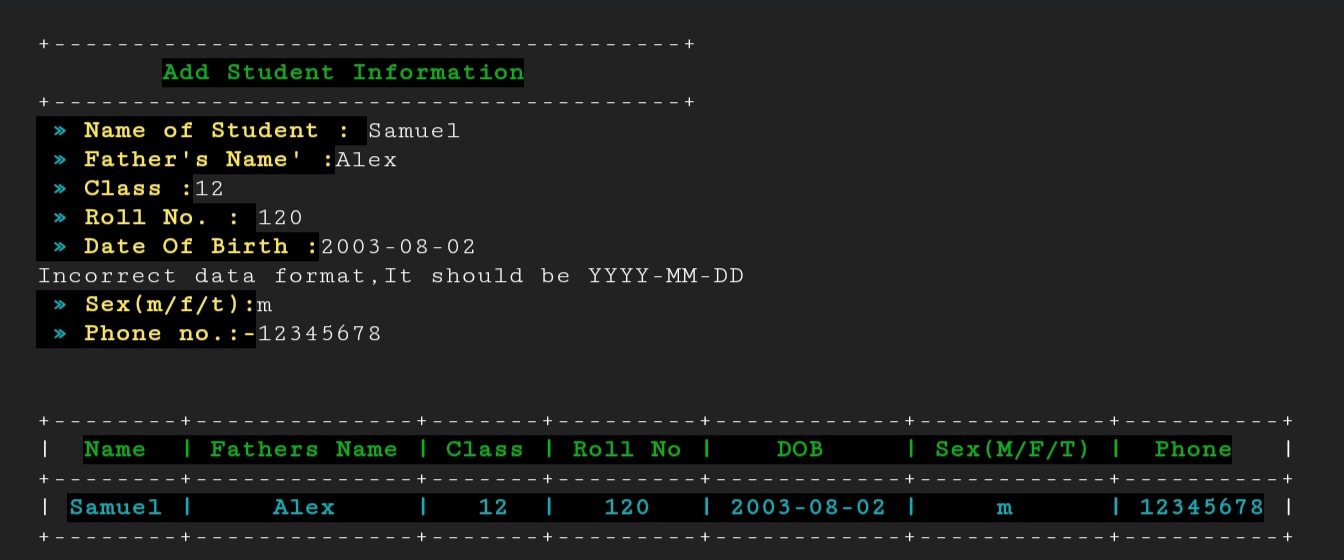 +----------------------------------------+
Add Student Information
+----------------------------------------+
» Name of Student : Samuel
» Father's Name' :Alex
» Class :12
» Roll No. : 120
» Date Of Birth :2003-08-02
Incorrect data format,It should be YYYY-MM-DD
» Sex(m/f/t):m
» Phone no.:-12345678
+--------+--------------+-------+---------+------------+------------+----------+
|  Name  | Fathers Name | Class | Roll No |    DOB     | Sex(M/F/T) |  Phone   |
+--------+--------------+-------+---------+------------+------------+----------+
| Samuel |     Alex     |   12  |   120   | 2003-08-02 |     m      | 12345678 |
+--------+--------------+-------+---------+------------+------------+----------+